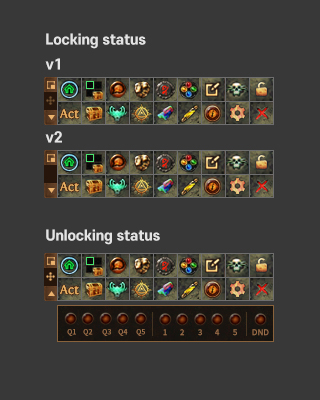 Locking status
v1
Act
v2
Act
Unlocking status
Act
Q1 Q2 Q3 Q4 Q5 1 2 3 4 5 DND